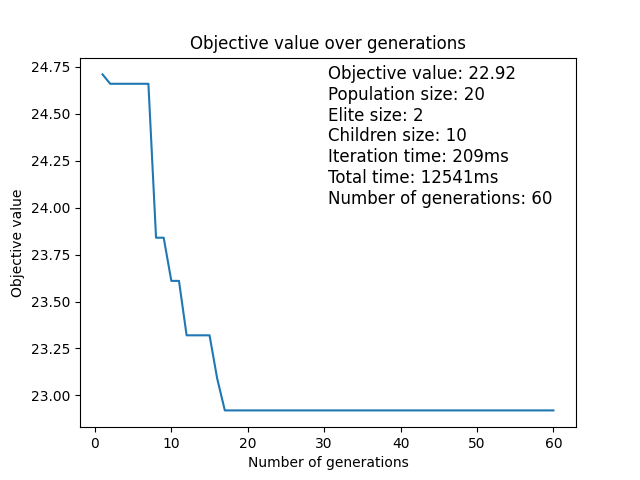 Objective value over generations
Objective value: 22.92
Population size: 20
Elite size: 2
Children size: 10
Iteration time: 209ms
Total time: 12541ms
Number of generations: 60
Objective value
24.75
24.50
24.25
24.00
23.75
23.50
23.25
23.00
0 10 20 30 40 50 60
Number of generations